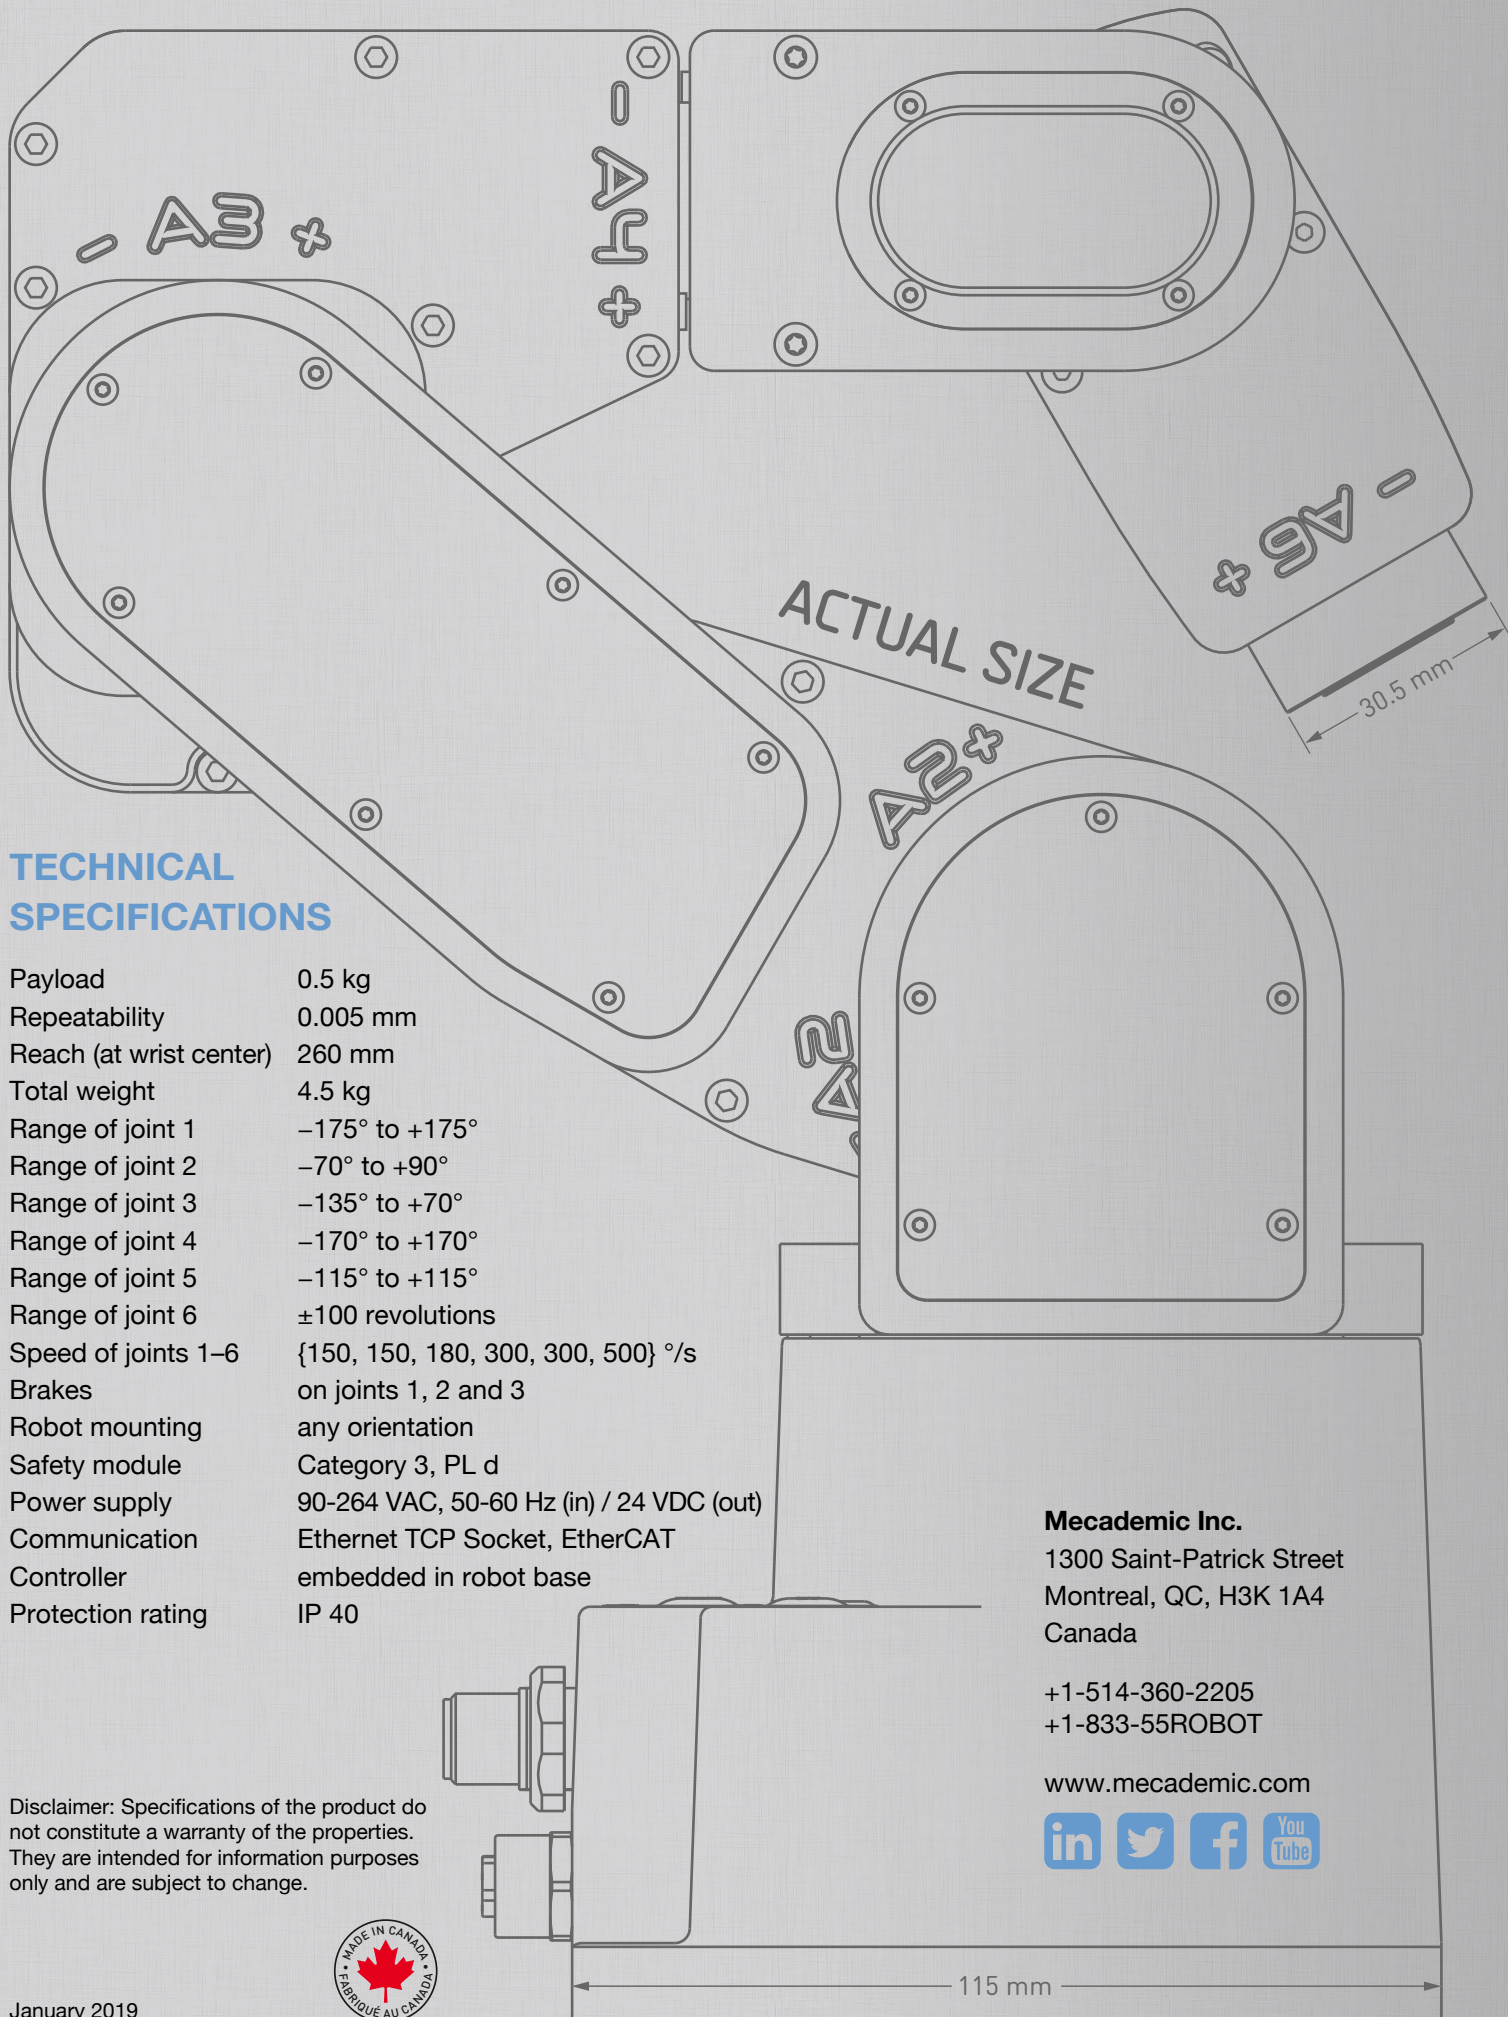 - A3 +
- A4 +
- A6 +
ACTUAL SIZE
30.5 mm
A2+
A2
TECHNICAL
SPECIFICATIONS
Payload 0.5 kg
Repeatability 0.005 mm
Reach (at wrist center) 260 mm
Total weight 4.5 kg
Range of joint 1 −175° to +175°
Range of joint 2 −70° to +90°
Range of joint 3 −135° to +70°
Range of joint 4 −170° to +170°
Range of joint 5 −115° to +115°
Range of joint 6 ±100 revolutions
Speed of joints 1–6 {150, 150, 180, 300, 300, 500} °/s
Brakes on joints 1, 2 and 3
Robot mounting any orientation
Safety module Category 3, PL d
Power supply 90-264 VAC, 50-60 Hz (in) / 24 VDC (out)
Communication Ethernet TCP Socket, EtherCAT
Controller embedded in robot base
Protection rating IP 40
Mecademic Inc.
1300 Saint-Patrick Street
Montreal, QC, H3K 1A4
Canada
+1-514-360-2205
+1-833-55ROBOT
www.mecademic.com
in
f
You
Tube
Disclaimer: Specifications of the product do
not constitute a warranty of the properties.
They are intended for information purposes
only and are subject to change.
• MADE IN CANADA •
FABRIQUÉ AU CANADA
115 mm
January 2019